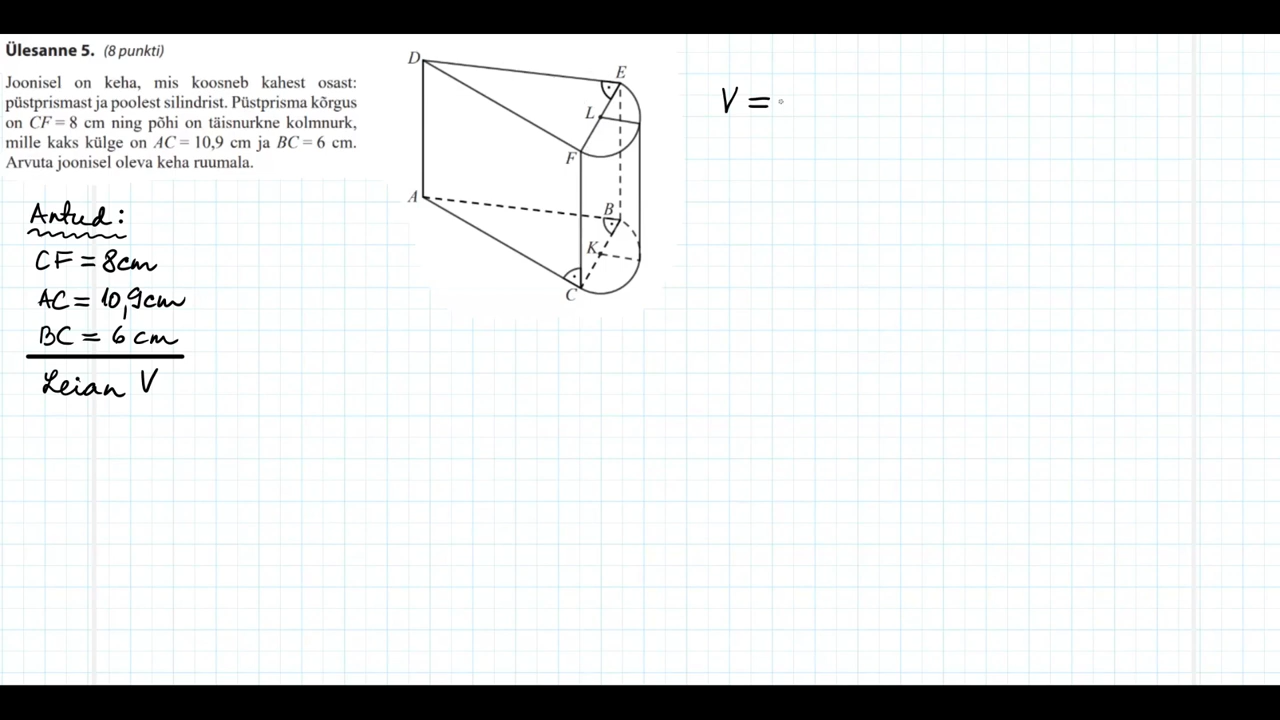 Ülesanne 5. (8 punkti)
Joonisel on keha, mis koosneb kahest osast:
püstprismast ja poolest silindrist. Püstprisma kõrgus
on CF = 8 cm ning põhi on täisnurkne kolmnurk,
mille kaks külge on AC = 10,9 cm ja BC = 6 cm.
Arvuta joonisel oleva keha ruumala.
Antud:
CF = 8cm
AC = 10,9cm
BC = 6 cm
Leian V
D
E
L
F
A
B
K
C
V =